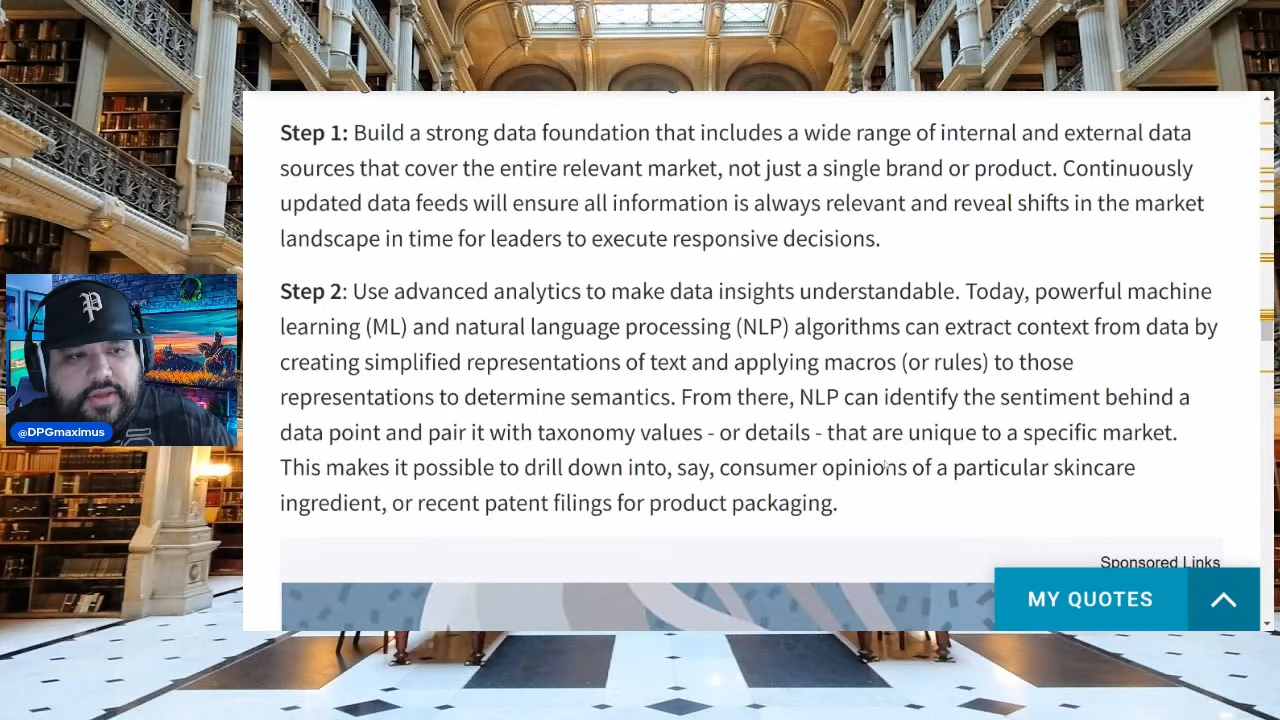 Step 1: Build a strong data foundation that includes a wide range of internal and external data
sources that cover the entire relevant market, not just a single brand or product. Continuously
updated data feeds will ensure all information is always relevant and reveal shifts in the market
landscape in time for leaders to execute responsive decisions.
Step 2: Use advanced analytics to make data insights understandable. Today, powerful machine
learning (ML) and natural language processing (NLP) algorithms can extract context from data by
creating simplified representations of text and applying macros (or rules) to those
representations to determine semantics. From there, NLP can identify the sentiment behind a
data point and pair it with taxonomy values - or details - that are unique to a specific market.
This makes it possible to drill down into, say, consumer opinions of a particular skincare
ingredient, or recent patent filings for product packaging.
Sponsored Links
MY QUOTES
P
@DPGmaximus